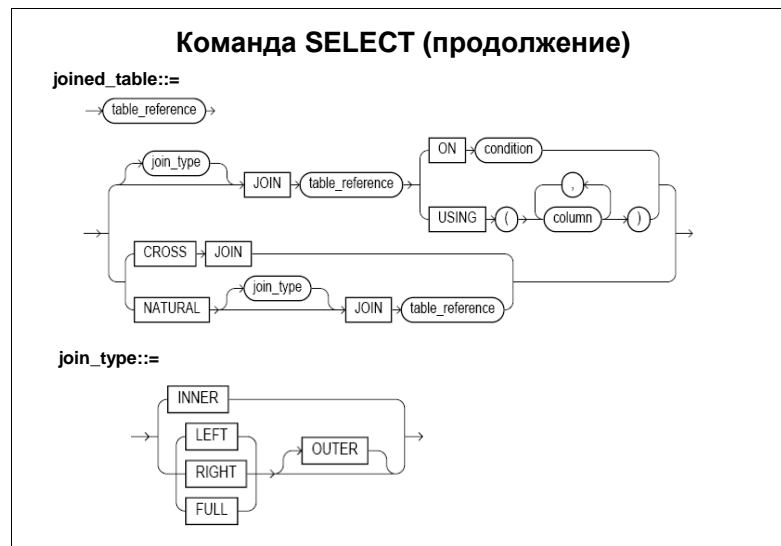 Команда SELECT (продолжение)
joined_table::=
table_reference
join_type JOIN table_reference ON condition
USING ( column , )
CROSS JOIN
NATURAL join_type JOIN table_reference
join_type::=
INNER
LEFT
RIGHT
FULL
OUTER